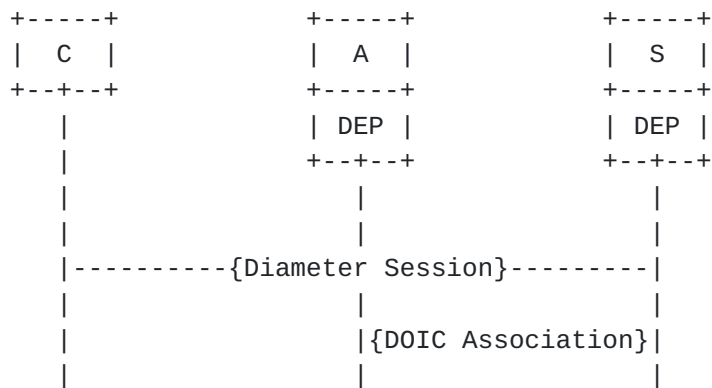 C A S
DEP DEP
{Diameter Session}
{DOIC Association}